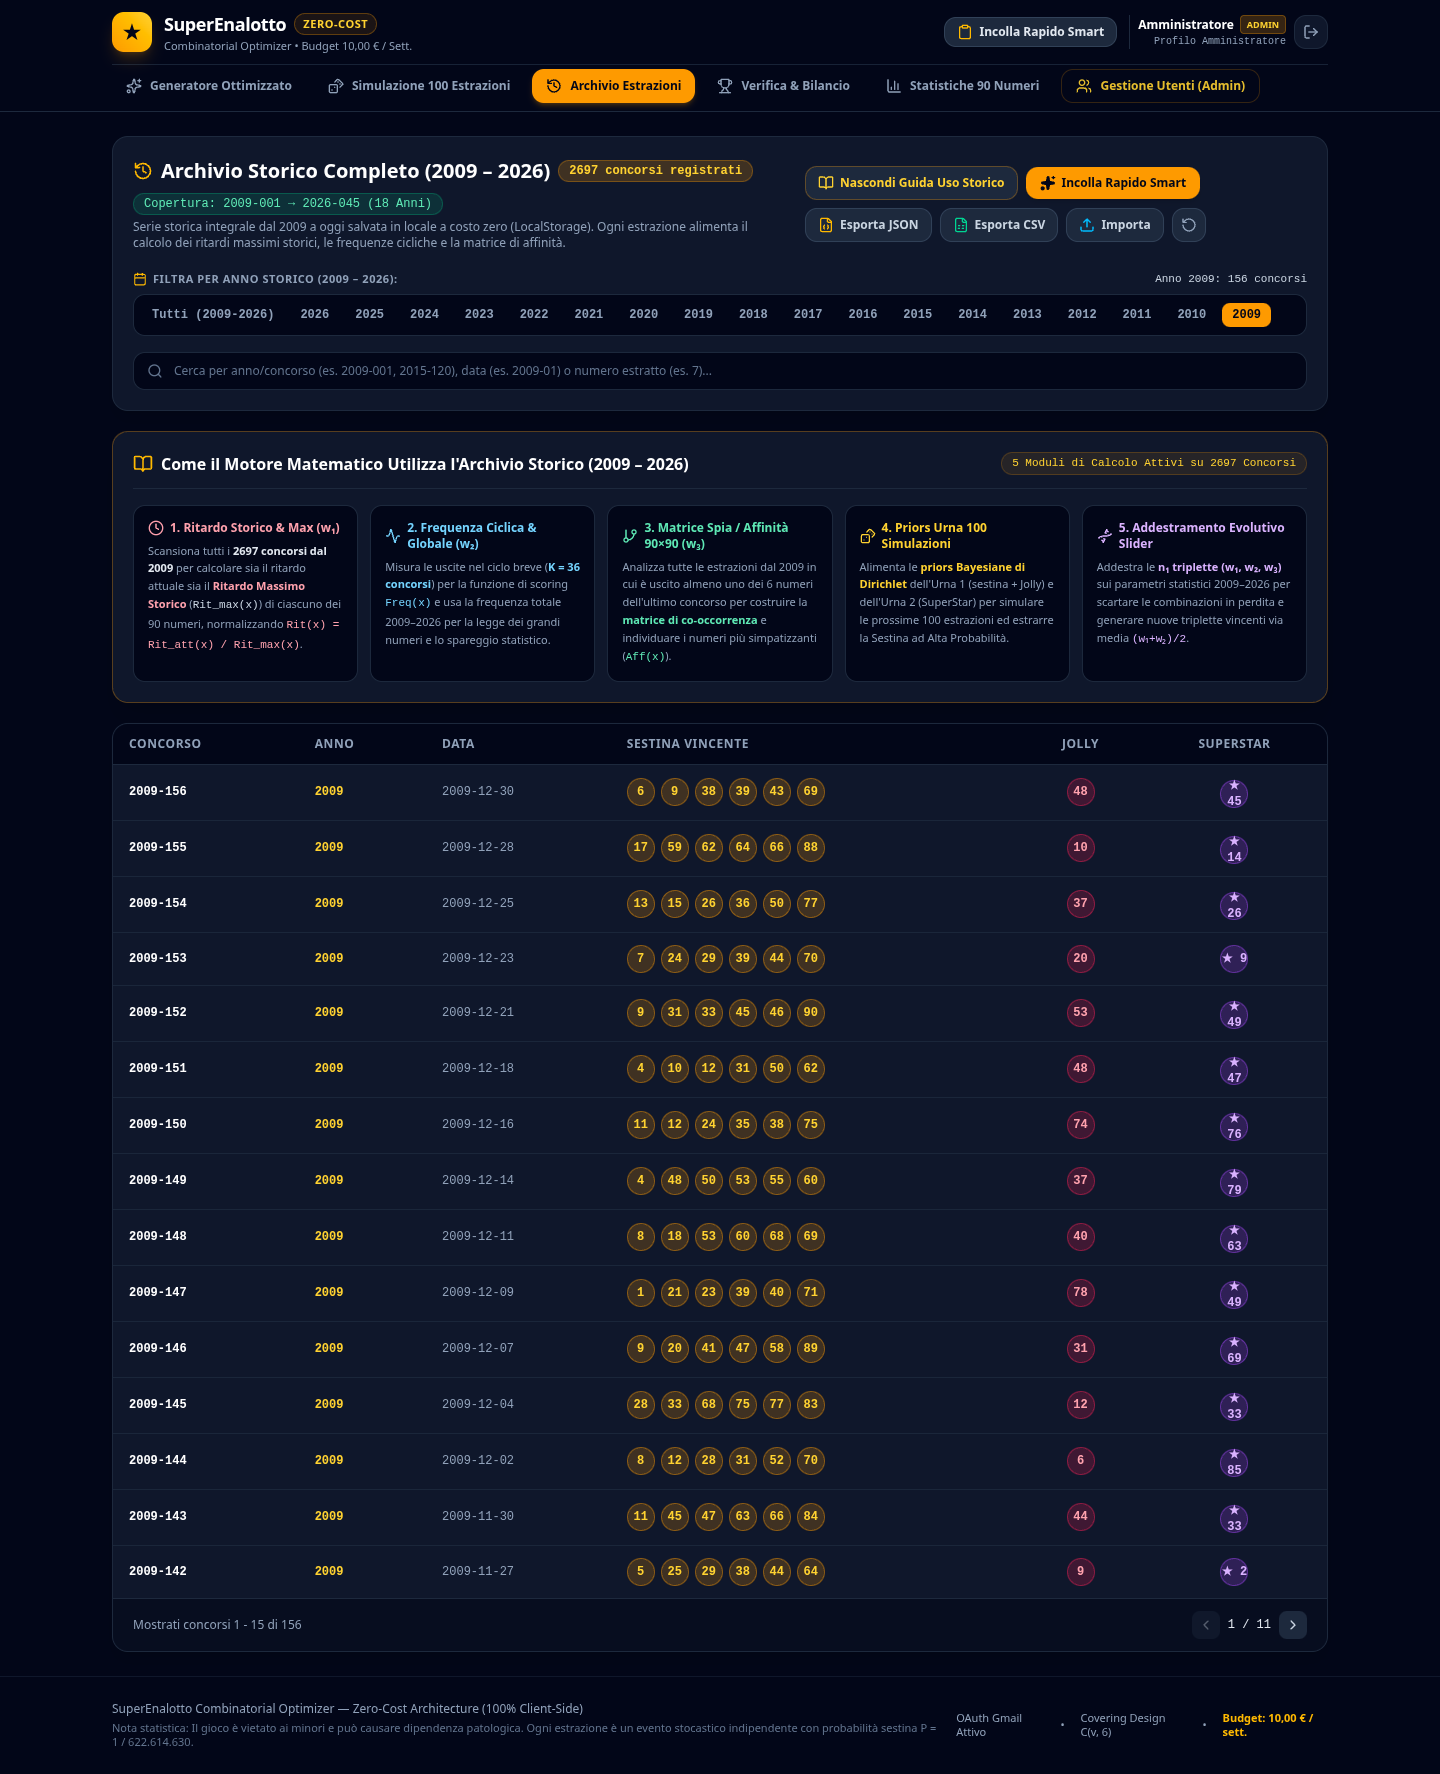 SuperEnalotto ZERO-COST
Combinatorial Optimizer • Budget 10,00 € / Sett.
Incolla Rapido Smart
Amministratore ADMIN
Profilo Amministratore
Generatore Ottimizzato
Simulazione 100 Estrazioni
Archivio Estrazioni
Verifica & Bilancio
Statistiche 90 Numeri
Gestione Utenti (Admin)
Archivio Storico Completo (2009 – 2026) 2697 concorsi registrati
Copertura: 2009-001 → 2026-045 (18 Anni)
Serie storica integrale dal 2009 a oggi salvata in locale a costo zero (LocalStorage). Ogni estrazione alimenta il
calcolo dei ritardi massimi storici, le frequenze cicliche e la matrice di affinità.
Nascondi Guida Uso Storico
Incolla Rapido Smart
Esporta JSON
Esporta CSV
Importa
FILTRA PER ANNO STORICO (2009 – 2026):
Anno 2009: 156 concorsi
Tutti (2009-2026) 2026 2025 2024 2023 2022 2021 2020 2019 2018 2017 2016 2015 2014 2013 2012 2011 2010 2009
Cerca per anno/concorso (es. 2009-001, 2015-120), data (es. 2009-01) o numero estratto (es. 7)...
Come il Motore Matematico Utilizza l'Archivio Storico (2009 – 2026)
5 Moduli di Calcolo Attivi su 2697 Concorsi
1. Ritardo Storico & Max (w₁)
Scansiona tutti i 2697 concorsi dal
2009 per calcolare sia il ritardo
attuale sia il Ritardo Massimo
Storico (Rit_max(x)) di ciascuno dei
90 numeri, normalizzando Rit(x) =
Rit_att(x) / Rit_max(x).
2. Frequenza Ciclica &
Globale (w₂)
Misura le uscite nel ciclo breve (K = 36
concorsi) per la funzione di scoring
Freq(x) e usa la frequenza totale
2009–2026 per la legge dei grandi
numeri e lo spareggio statistico.
3. Matrice Spia / Affinità
90×90 (w₃)
Analizza tutte le estrazioni dal 2009 in
cui è uscito almeno uno dei 6 numeri
dell'ultimo concorso per costruire la
matrice di co-occorrenza e
individuare i numeri più simpatizzanti
(Aff(x)).
4. Priors Urna 100
Simulazioni
Alimenta le priors Bayesiane di
Dirichlet dell'Urna 1 (sestina + Jolly) e
dell'Urna 2 (SuperStar) per simulare
le prossime 100 estrazioni ed estrarre
la Sestina ad Alta Probabilità.
5. Addestramento Evolutivo
Slider
Addestra le n₁ triplette (w₁, w₂, w₃)
sui parametri statistici 2009–2026 per
scartare le combinazioni in perdita e
generare nuove triplette vincenti via
media (w₁+w₂)/2.
CONCORSO ANNO DATA SESTINA VINCENTE JOLLY SUPERSTAR
2009-156 2009 2009-12-30 6 9 38 39 43 69 48 ★ 45
2009-155 2009 2009-12-28 17 59 62 64 66 88 10 ★ 14
2009-154 2009 2009-12-25 13 15 26 36 50 77 37 ★ 26
2009-153 2009 2009-12-23 7 24 29 39 44 70 20 ★ 9
2009-152 2009 2009-12-21 9 31 33 45 46 90 53 ★ 49
2009-151 2009 2009-12-18 4 10 12 31 50 62 48 ★ 47
2009-150 2009 2009-12-16 11 12 24 35 38 75 74 ★ 76
2009-149 2009 2009-12-14 4 48 50 53 55 60 37 ★ 79
2009-148 2009 2009-12-11 8 18 53 60 68 69 40 ★ 63
2009-147 2009 2009-12-09 1 21 23 39 40 71 78 ★ 49
2009-146 2009 2009-12-07 9 20 41 47 58 89 31 ★ 69
2009-145 2009 2009-12-04 28 33 68 75 77 83 12 ★ 33
2009-144 2009 2009-12-02 8 12 28 31 52 70 6 ★ 85
2009-143 2009 2009-11-30 11 45 47 63 66 84 44 ★ 33
2009-142 2009 2009-11-27 5 25 29 38 44 64 9 ★ 2
Mostrati concorsi 1 - 15 di 156
1 / 11
SuperEnalotto Combinatorial Optimizer — Zero-Cost Architecture (100% Client-Side)
Nota statistica: Il gioco è vietato ai minori e può causare dipendenza patologica. Ogni estrazione è un evento stocastico indipendente con probabilità sestina P =
1 / 622.614.630.
OAuth Gmail
Attivo
•
Covering Design
C(v, 6)
•
Budget: 10,00 € /
sett.